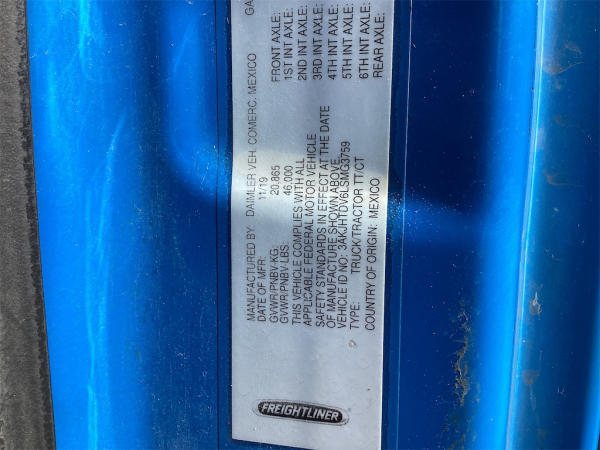 MANUFACTURED BY: DAIMLER VEH. COMERC. MEXICO GA
DATE OF MFR: 11/19
GVWR/PNBV-KG: 20,865
GVWR/PNBV-LBS: 46,000
THIS VEHICLE COMPLIES WITH ALL
APPLICABLE FEDERAL MOTOR VEHICLE
SAFETY STANDARDS IN EFFECT AT THE DATE
OF MANUFACTURE SHOWN ABOVE.
VEHICLE ID NO: 3AKJHTDV6LSMG3759
TYPE: TRUCK/TRACTOR TT/CT
COUNTRY OF ORIGIN: MEXICO
FRONT AXLE:
1ST INT AXLE:
2ND INT AXLE:
3RD INT AXLE:
4TH INT AXLE:
5TH INT AXLE:
6TH INT AXLE:
REAR AXLE:
FREIGHTLINER